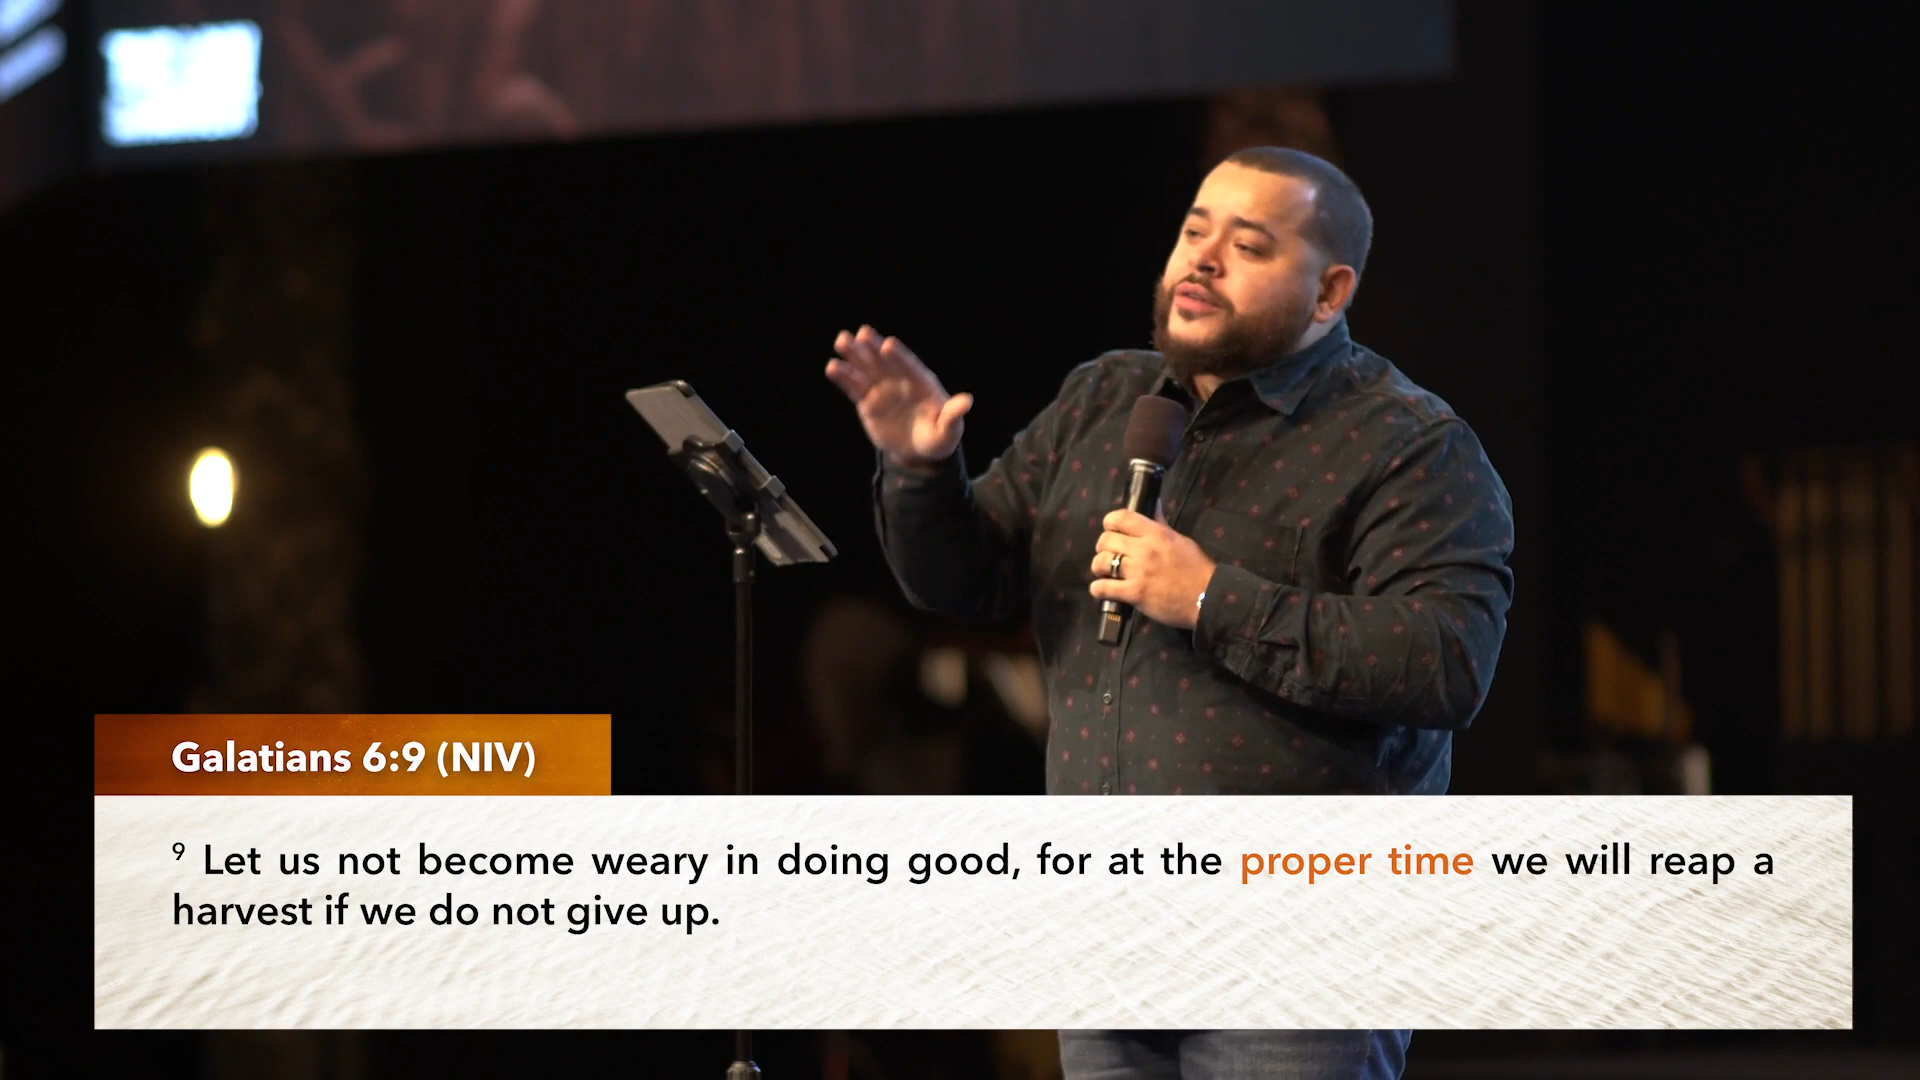 Galatians 6:9 (NIV)
9 Let us not become weary in doing good, for at the proper time we will reap a
harvest if we do not give up.